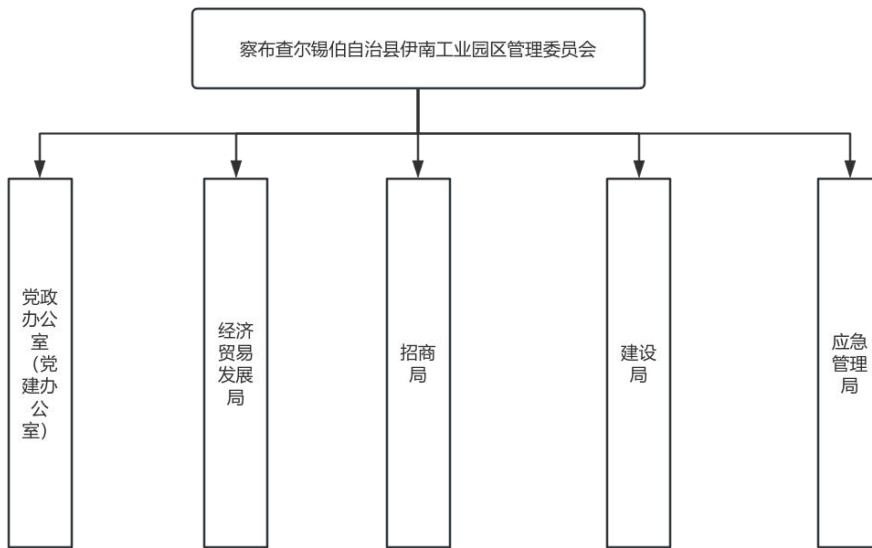 察布查尔锡伯自治县伊南工业园区管理委员会
党政
办公
室
（党
建办
公
室）
经济
贸易
发展
局
招商
局
建设
局
应急
管理
局